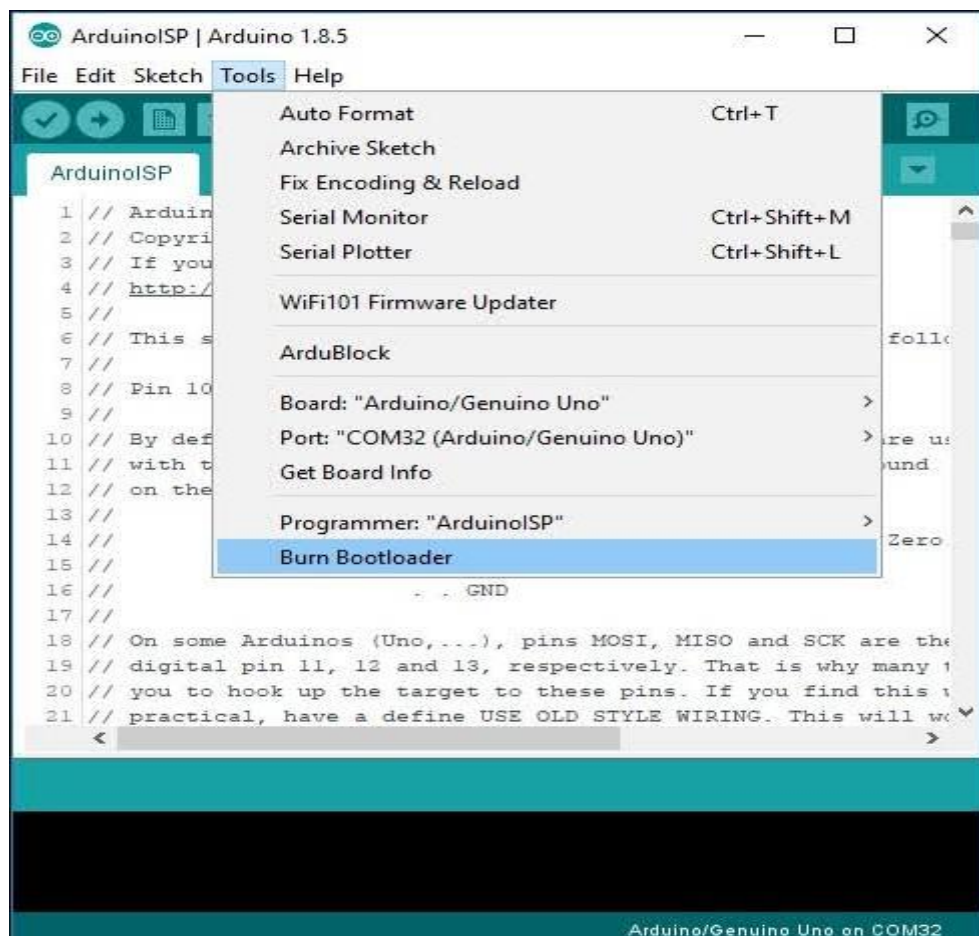 ArduinoISP | Arduino 1.8.5
File Edit Sketch Tools Help
Auto Format Ctrl+T
Archive Sketch
Fix Encoding & Reload
Serial Monitor Ctrl+Shift+M
Serial Plotter Ctrl+Shift+L
WiFi101 Firmware Updater
ArduBlock
Board: "Arduino/Genuino Uno"
Port: "COM32 (Arduino/Genuino Uno)"
Get Board Info
Programmer: "ArduinoISP"
Burn Bootloader
ArduinoISP
1 // Arduin
2 // Copyri
3 // If you
4 // http:/
5 //
6 // This s follo
7 //
8 // Pin 10
9 //
10 // By def are us
11 // with t ound
12 // on the
13 //
14 // Zero
15 //
16 // . . GND
17 //
18 // On some Arduinos (Uno,...), pins MOSI, MISO and SCK are the
19 // digital pin 11, 12 and 13, respectively. That is why many t
20 // you to hook up the target to these pins. If you find this
21 // practical, have a define USE OLD STYLE WIRING. This will wo
Arduino/Genuino Uno on COM32